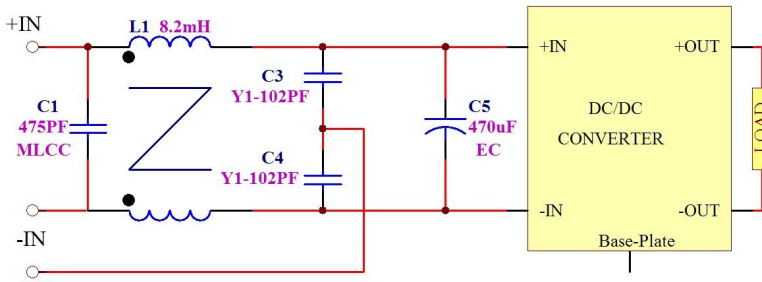 +IN
L1 8.2mH
C1
475PF
MLCC
C3
Y1-102PF
C4
Y1-102PF
C5
470uF
EC
+IN
+OUT
DC/DC
CONVERTER
-IN
-OUT
Base-Plate
LOAD
-IN